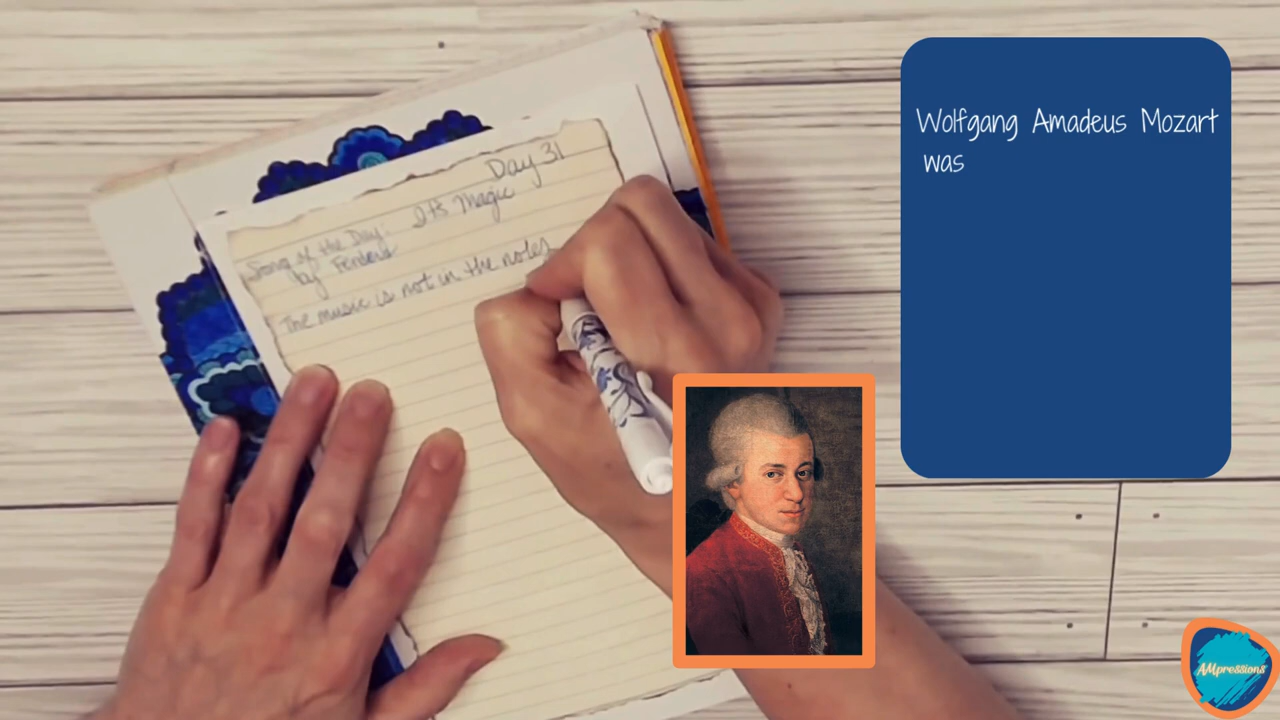 Day 31
Song of the Day: It's Magic
by
The music is not in the notes
Wolfgang Amadeus Mozart
was
AMpressions